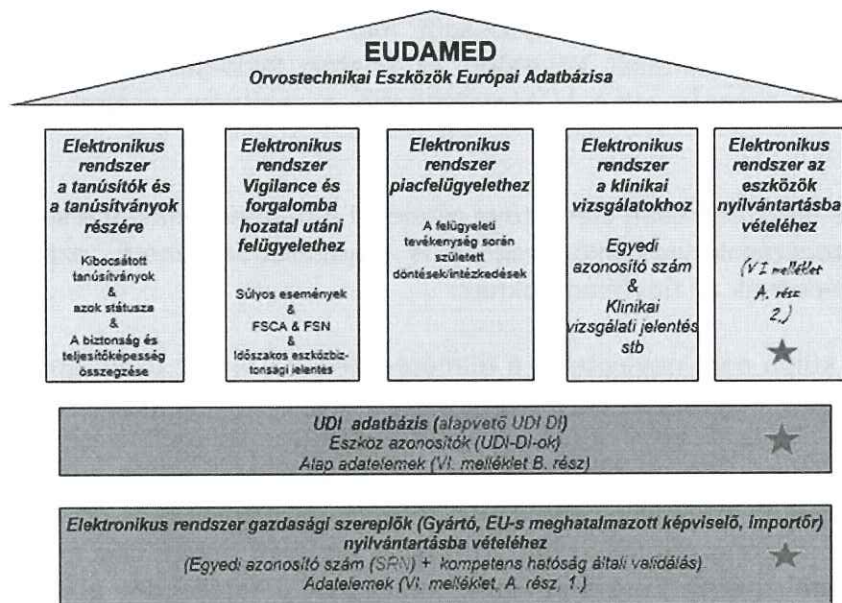 EUDAMED
Orvostechnikai Eszközök Európai Adatbázisa
Elektronikus
rendszer
a tanúsítók és
a tanúsítványok
részére
Kibocsátott
tanúsítványok
&
azok státusza
&
A biztonság és
teljesítőképesség
összegzése
Elektronikus
rendszer
Vigilance és
forgalomba
hozatal utáni
felügyelethez
Súlyos események
&
FSCA & FSN
&
Időszakos eszközbiz-
tonsági jelentés
Elektronikus
rendszer
piacfelügyelethez
A felügyeleti
tevékenység során
született
döntések/intézkedések
Elektronikus
rendszer
a klinikai
vizsgálatokhoz
Egyedi
azonosító szám
&
Klinikai
vizsgálati jelentés
stb
Elektronikus
rendszer az
eszközök
nyilvántartásba
vételéhez
(VI melléklet
A. rész
2.)
UDI adatbázis (alapvető UDI DI)
Eszköz azonosítók (UDI-DI-ok)
Alap adatelemek (VI. melléklet B. rész)
Elektronikus rendszer gazdasági szereplők (Gyártó, EU-s meghatalmazott képviselő, importőr)
nyilvántartásba vételéhez
(Egyedi azonosító szám (SRN) + kompetens hatóság általi validálás)
Adatelemek (VI. melléklet, A. rész, 1.)